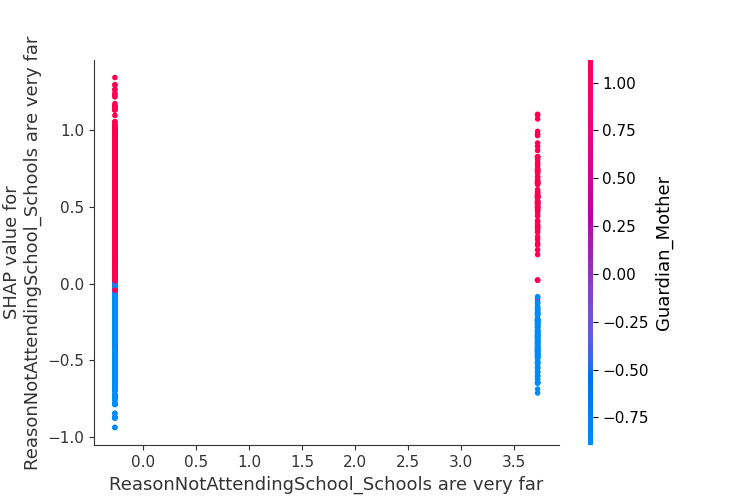 SHAP value for
ReasonNotAttendingSchool_Schools are very far
1.0
0.5
0.0
−0.5
−1.0
0.0 0.5 1.0 1.5 2.0 2.5 3.0 3.5
ReasonNotAttendingSchool_Schools are very far
1.00
0.75
0.50
0.25
0.00
−0.25
−0.50
−0.75
Guardian_Mother